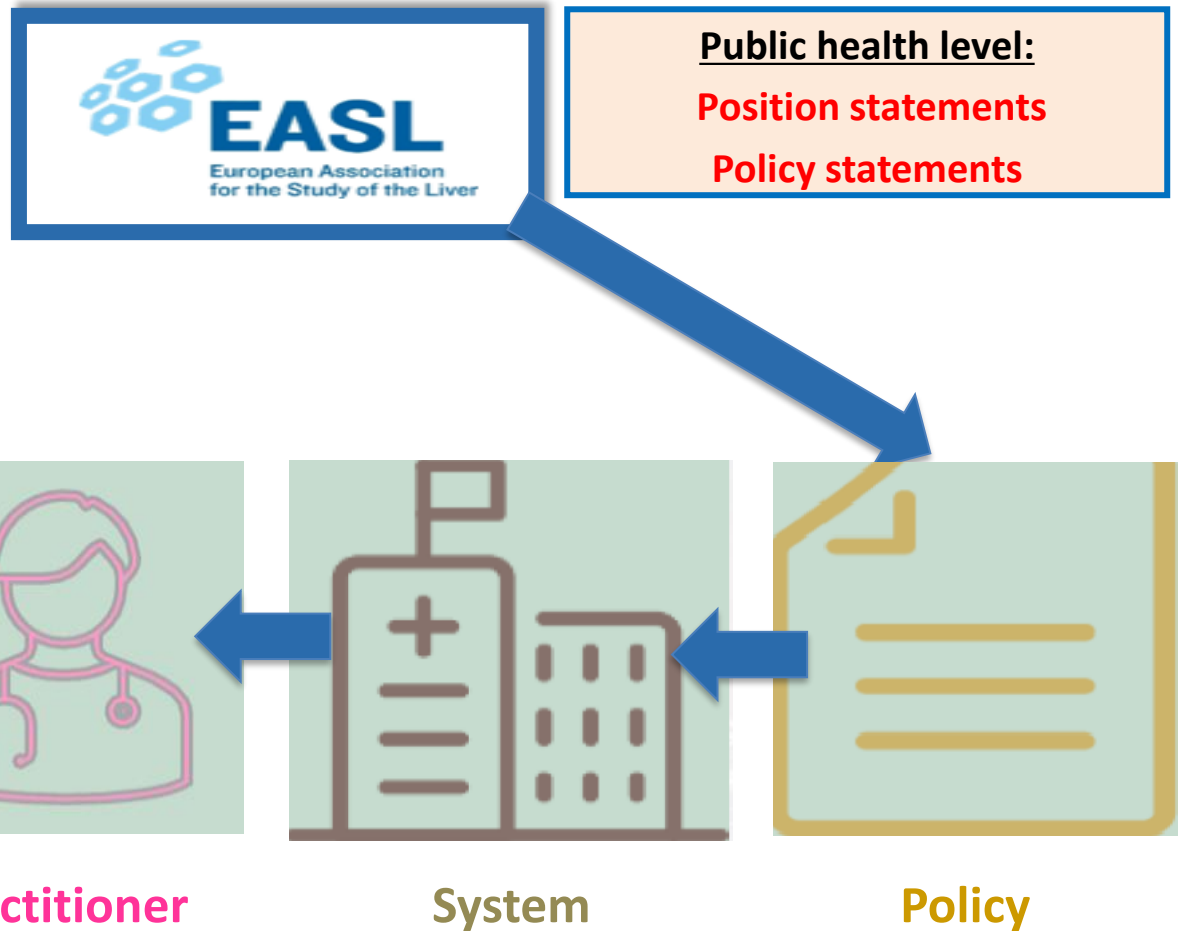 EASL
European Association
for the Study of the Liver
Public health level:
Position statements
Policy statements
ctitioner
System
Policy